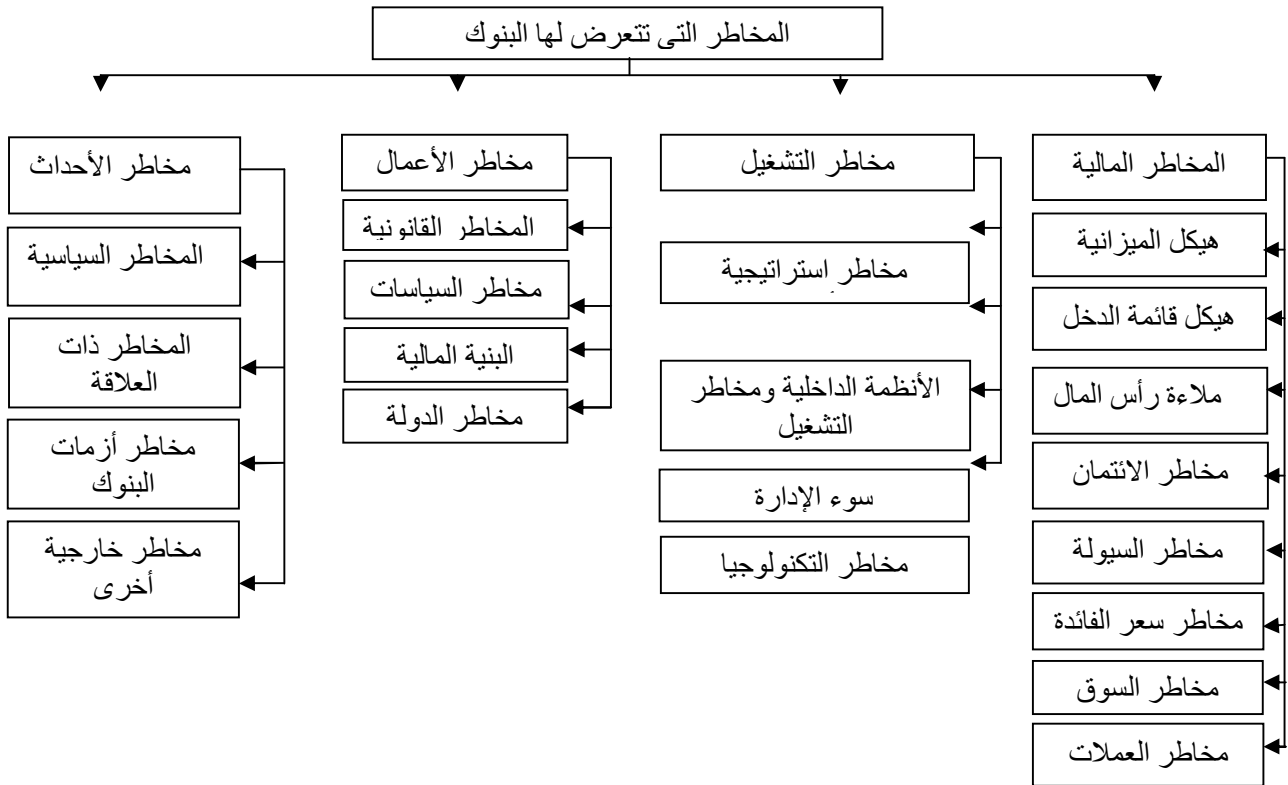 المخاطر التى تتعرض لها البنوك
المخاطر المالية
هيكل الميزانية
هيكل قائمة الدخل
ملاءة رأس المال
مخاطر الائتمان
مخاطر السيولة
مخاطر سعر الفائدة
مخاطر السوق
مخاطر العملات
مخاطر التشغيل
مخاطر استراتيجية
الأنظمة الداخلية ومخاطر
التشغيل
سوء الإدارة
مخاطر التكنولوجيا
مخاطر الأعمال
المخاطر القانونية
مخاطر السياسات
البنية المالية
مخاطر الدولة
مخاطر الأحداث
المخاطر السياسية
المخاطر ذات
العلاقة
مخاطر أزمات
البنوك
مخاطر خارجية
أخرى